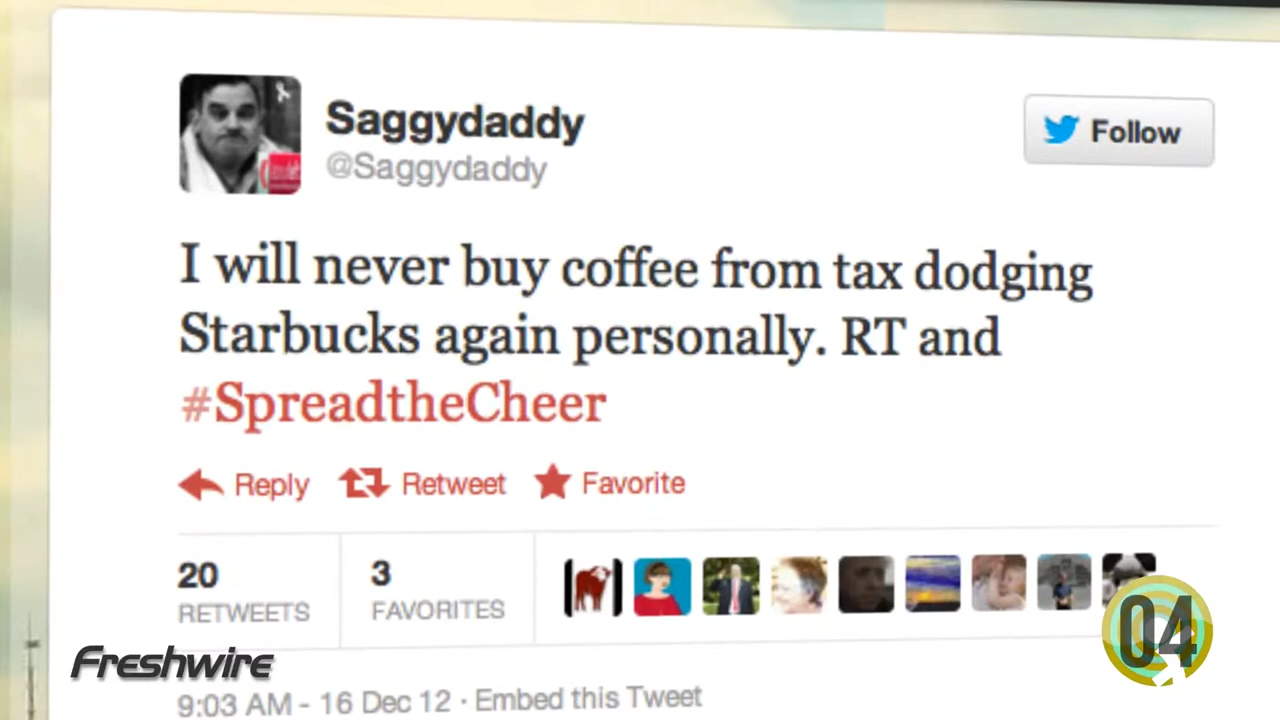 Saggydaddy
@Saggydaddy
Follow
I will never buy coffee from tax dodging
Starbucks again personally. RT and
#SpreadtheCheer
Reply Retweet Favorite
20
RETWEETS
3
FAVORITES
04
Freshwire
9:03 AM - 16 Dec 12 · Embed this Tweet